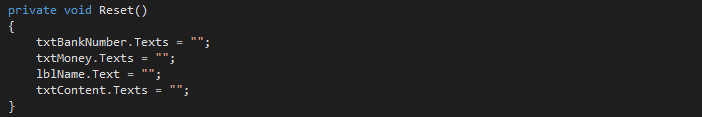 private void Reset()
{
    txtBankNumber.Texts = "";
    txtMoney.Texts = "";
    lblName.Text = "";
    txtContent.Texts = "";
}